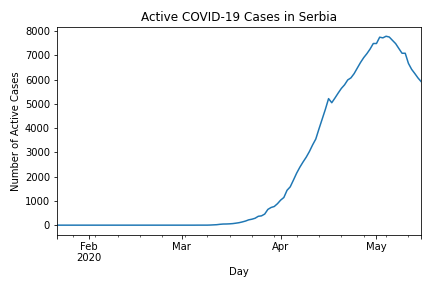 Active COVID-19 Cases in Serbia
8000
7000
6000
5000
4000
3000
2000
1000
0
Number of Active Cases
Feb
2020
Mar
Apr
May
Day